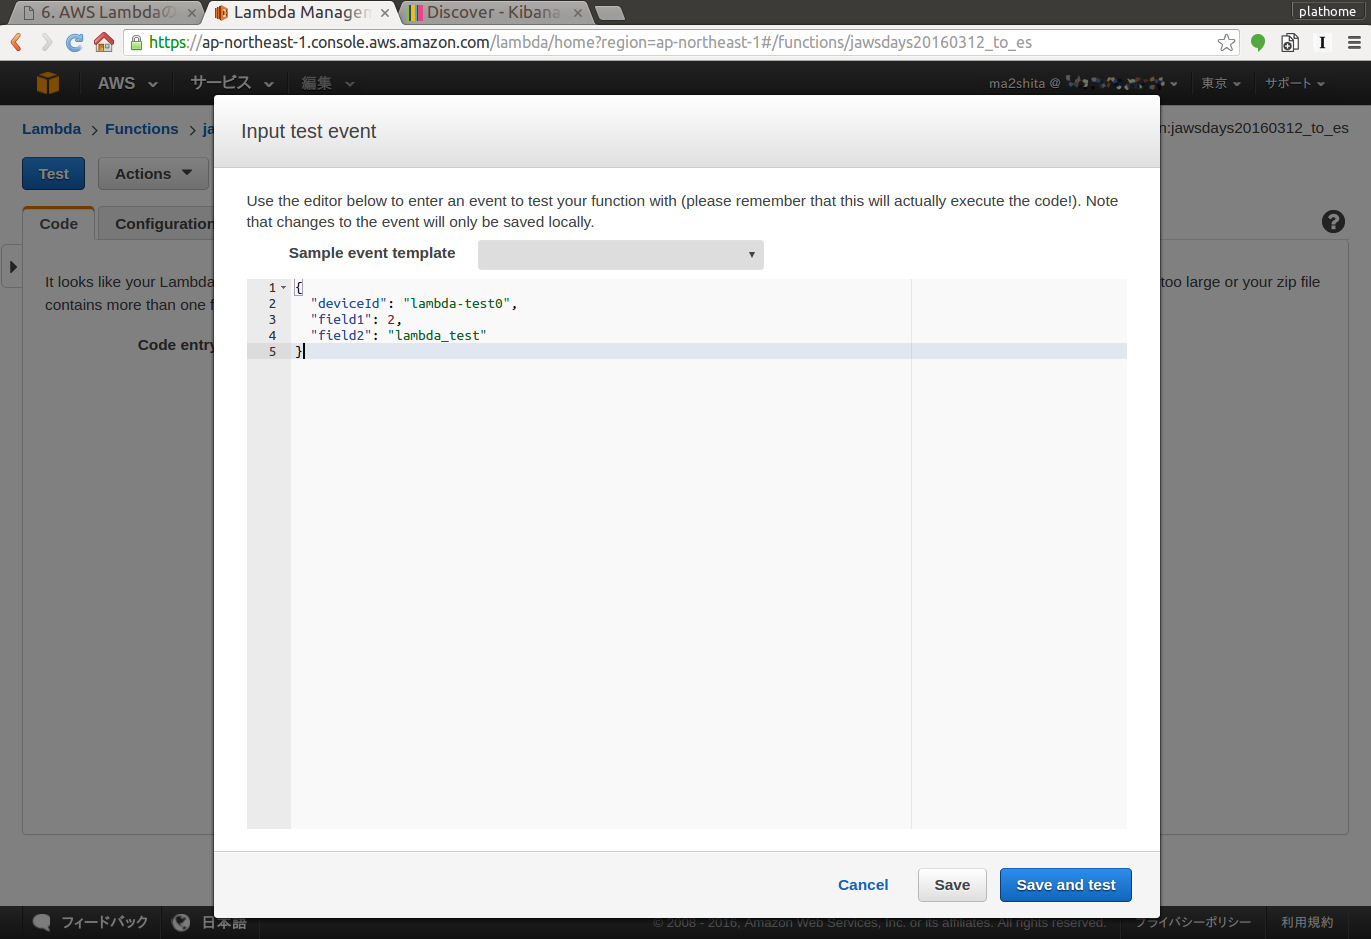 6. AWS Lambdaの
Lambda Managem
Discover - Kibana
plathome
https://ap-northeast-1.console.aws.amazon.com/lambda/home?region=ap-northeast-1#/functions/jawsdays20160312_to_es
AWS サービス 編集 ma2shita @ 東京 サポート
Lambda Functions ja
n:jawsdays20160312_to_es
Test Actions
Code Configuration
It looks like your Lambda
too large or your zip file
contains more than one f
Code entry
Input test event
Use the editor below to enter an event to test your function with (please remember that this will actually execute the code!). Note
that changes to the event will only be saved locally.
Sample event template
1 {
2 "deviceId": "lambda-test0",
3 "field1": 2,
4 "field2": "lambda_test"
5 }
Cancel Save Save and test
フィードバック 日本語 © 2008 - 2016, Amazon Web Services, Inc. or its affiliates. All rights reserved. プライバシーポリシー 利用規約